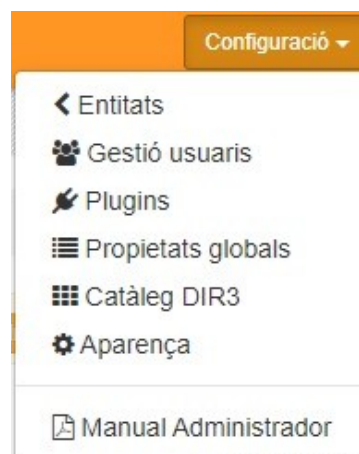 Configuració
Entitats
Gestió usuaris
Plugins
Propietats globals
Catàleg DIR3
Aparença
Manual Administrador